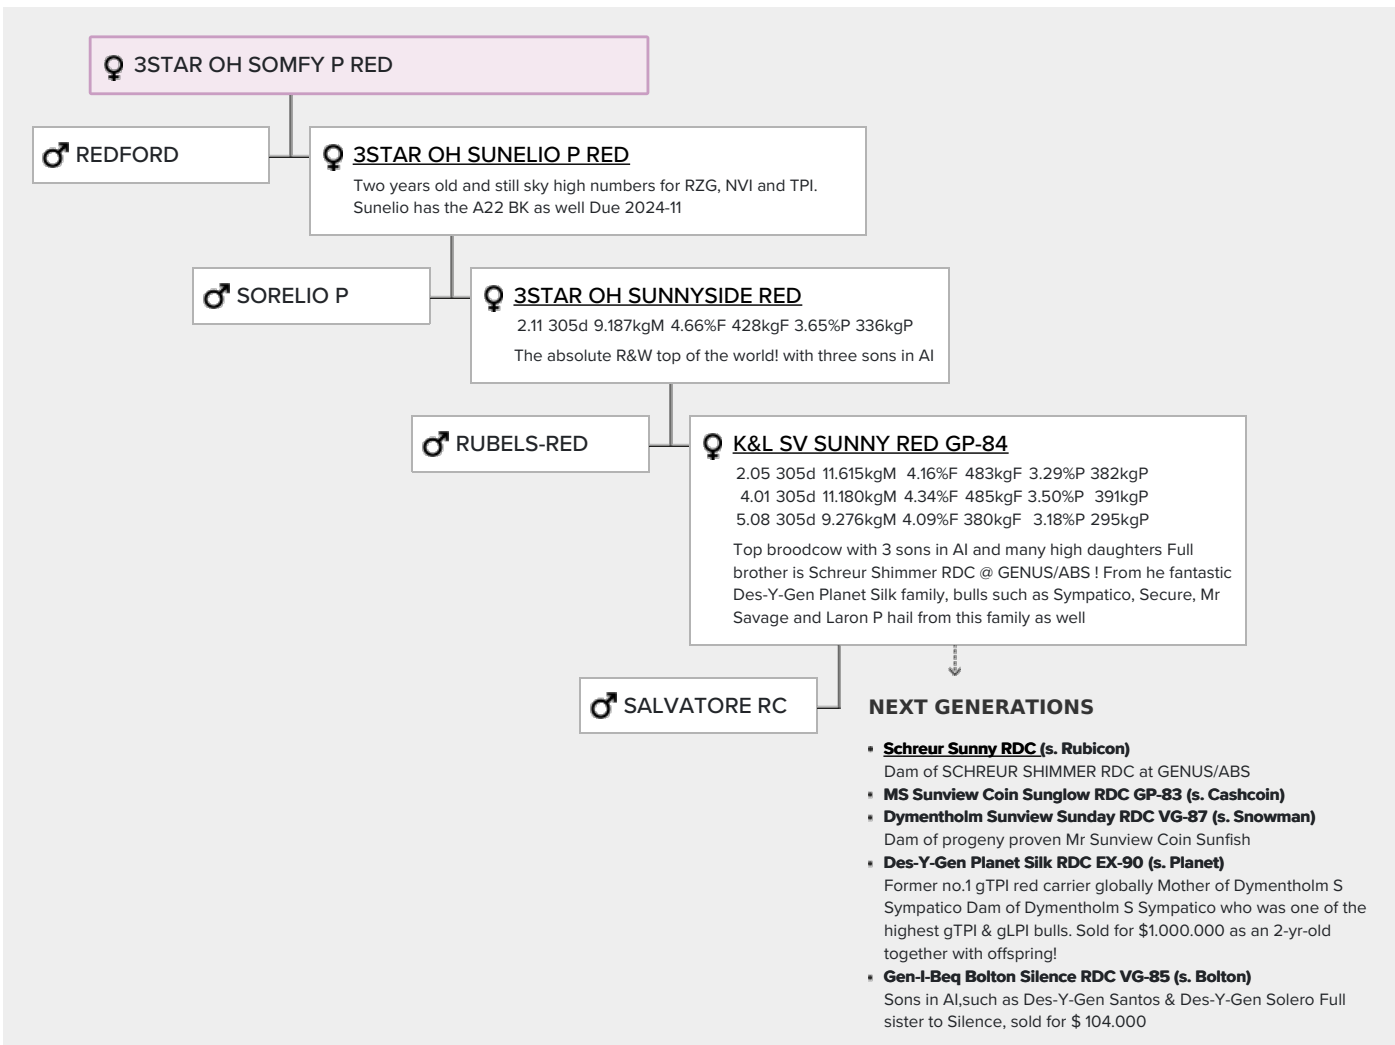 3STAR OH SOMFY P RED
REDFORD
3STAR OH SUNELIO P RED
Two years old and still sky high numbers for RZG, NVI and TPI.
Sunelio has the A22 BK as well Due 2024-11
SORELIO P
3STAR OH SUNNYSIDE RED
2.11 305d 9.187kgM 4.66%F 428kgF 3.65%P 336kgP
The absolute R&W top of the world! with three sons in AI
RUBELS-RED
K&L SV SUNNY RED GP-84
2.05 305d 11.615kgM 4.16%F 483kgF 3.29%P 382kgP
4.01 305d 11.180kgM 4.34%F 485kgF 3.50%P 391kgP
5.08 305d 9.276kgM 4.09%F 380kgF 3.18%P 295kgP
Top broodcow with 3 sons in AI and many high daughters Full
brother is Schreur Shimmer RDC @ GENUS/ABS ! From he fantastic
Des-Y-Gen Planet Silk family, bulls such as Sympatico, Secure, Mr
Savage and Laron P hail from this family as well
SALVATORE RC
NEXT GENERATIONS
Schreur Sunny RDC (s. Rubicon)
Dam of SCHREUR SHIMMER RDC at GENUS/ABS
MS Sunview Coin Sunglow RDC GP-83 (s. Cashcoin)
Dymentholm Sunview Sunday RDC VG-87 (s. Snowman)
Dam of progeny proven Mr Sunview Coin Sunfish
Des-Y-Gen Planet Silk RDC EX-90 (s. Planet)
Former no.1 gTPI red carrier globally Mother of Dymentholm S
Sympatico Dam of Dymentholm S Sympatico who was one of the
highest gTPI & gLPI bulls. Sold for $1.000.000 as an 2-yr-old
together with offspring!
Gen-I-Beq Bolton Silence RDC VG-85 (s. Bolton)
Sons in AI,such as Des-Y-Gen Santos & Des-Y-Gen Solero Full
sister to Silence, sold for $ 104.000